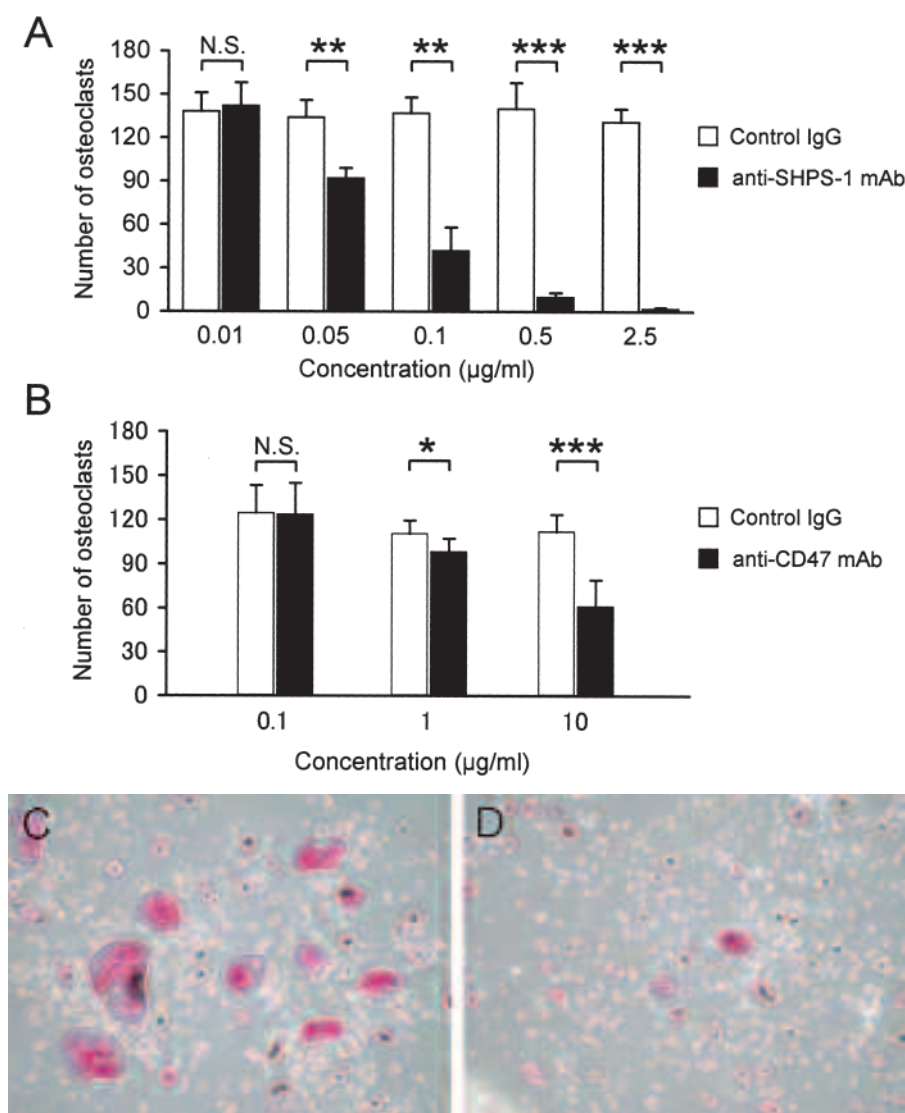 A
N.S. ** ** *** ***
180
150
120
90
60
30
0
Number of osteoclasts
0.01 0.05 0.1 0.5 2.5
Concentration (µg/ml)
Control IgG
anti-SHPS-1 mAb
B
N.S. * ***
180
150
120
90
60
30
0
Number of osteoclasts
0.1 1 10
Concentration (µg/ml)
Control IgG
anti-CD47 mAb
C D